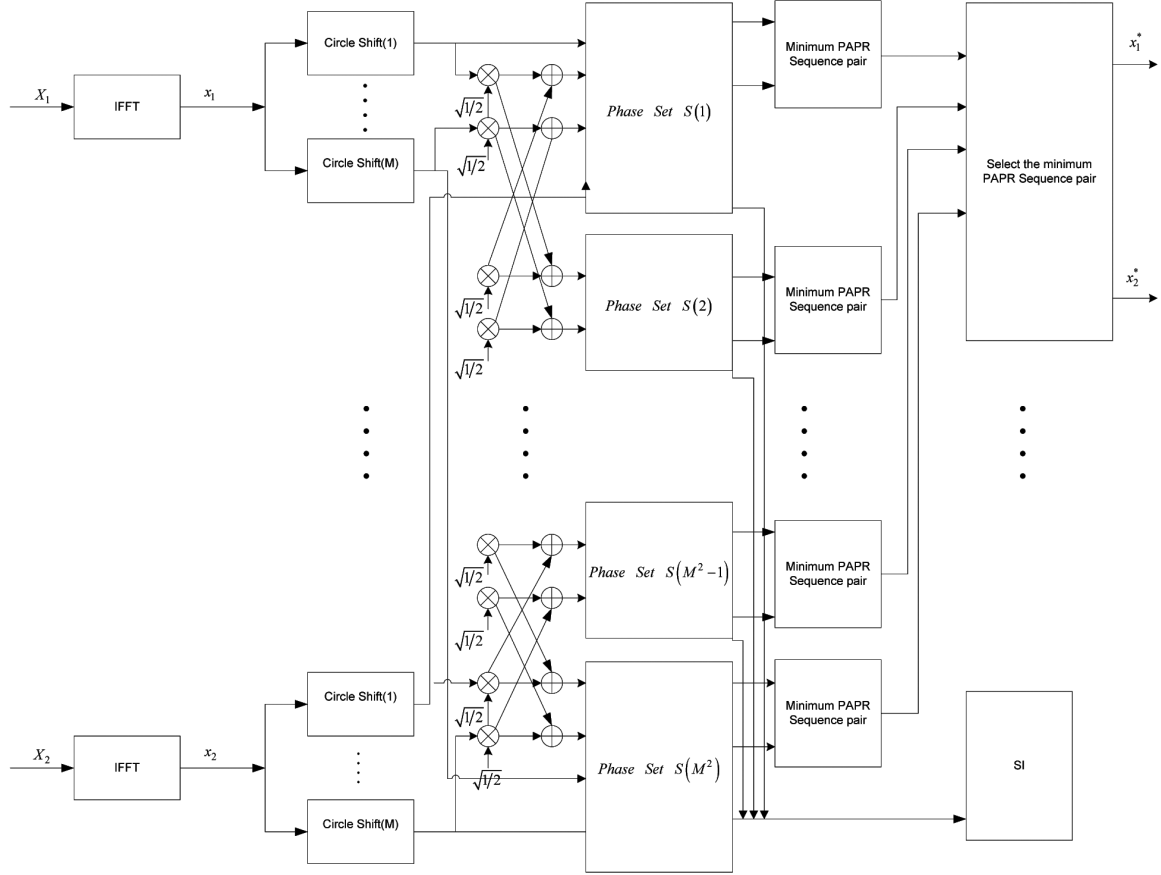 X₁
IFFT
x₁
Circle Shift(1)
Circle Shift(M)
√1/2
√1/2
Phase Set S(1)
Minimum PAPR
Sequence pair
Select the minimum
PAPR Sequence pair
x₁*
x₂*
√1/2
√1/2
Phase Set S(2)
Minimum PAPR
Sequence pair
√1/2
√1/2
Phase Set S(M²−1)
Minimum PAPR
Sequence pair
X₂
IFFT
x₂
Circle Shift(1)
Circle Shift(M)
√1/2
√1/2
Phase Set S(M²)
Minimum PAPR
Sequence pair
SI